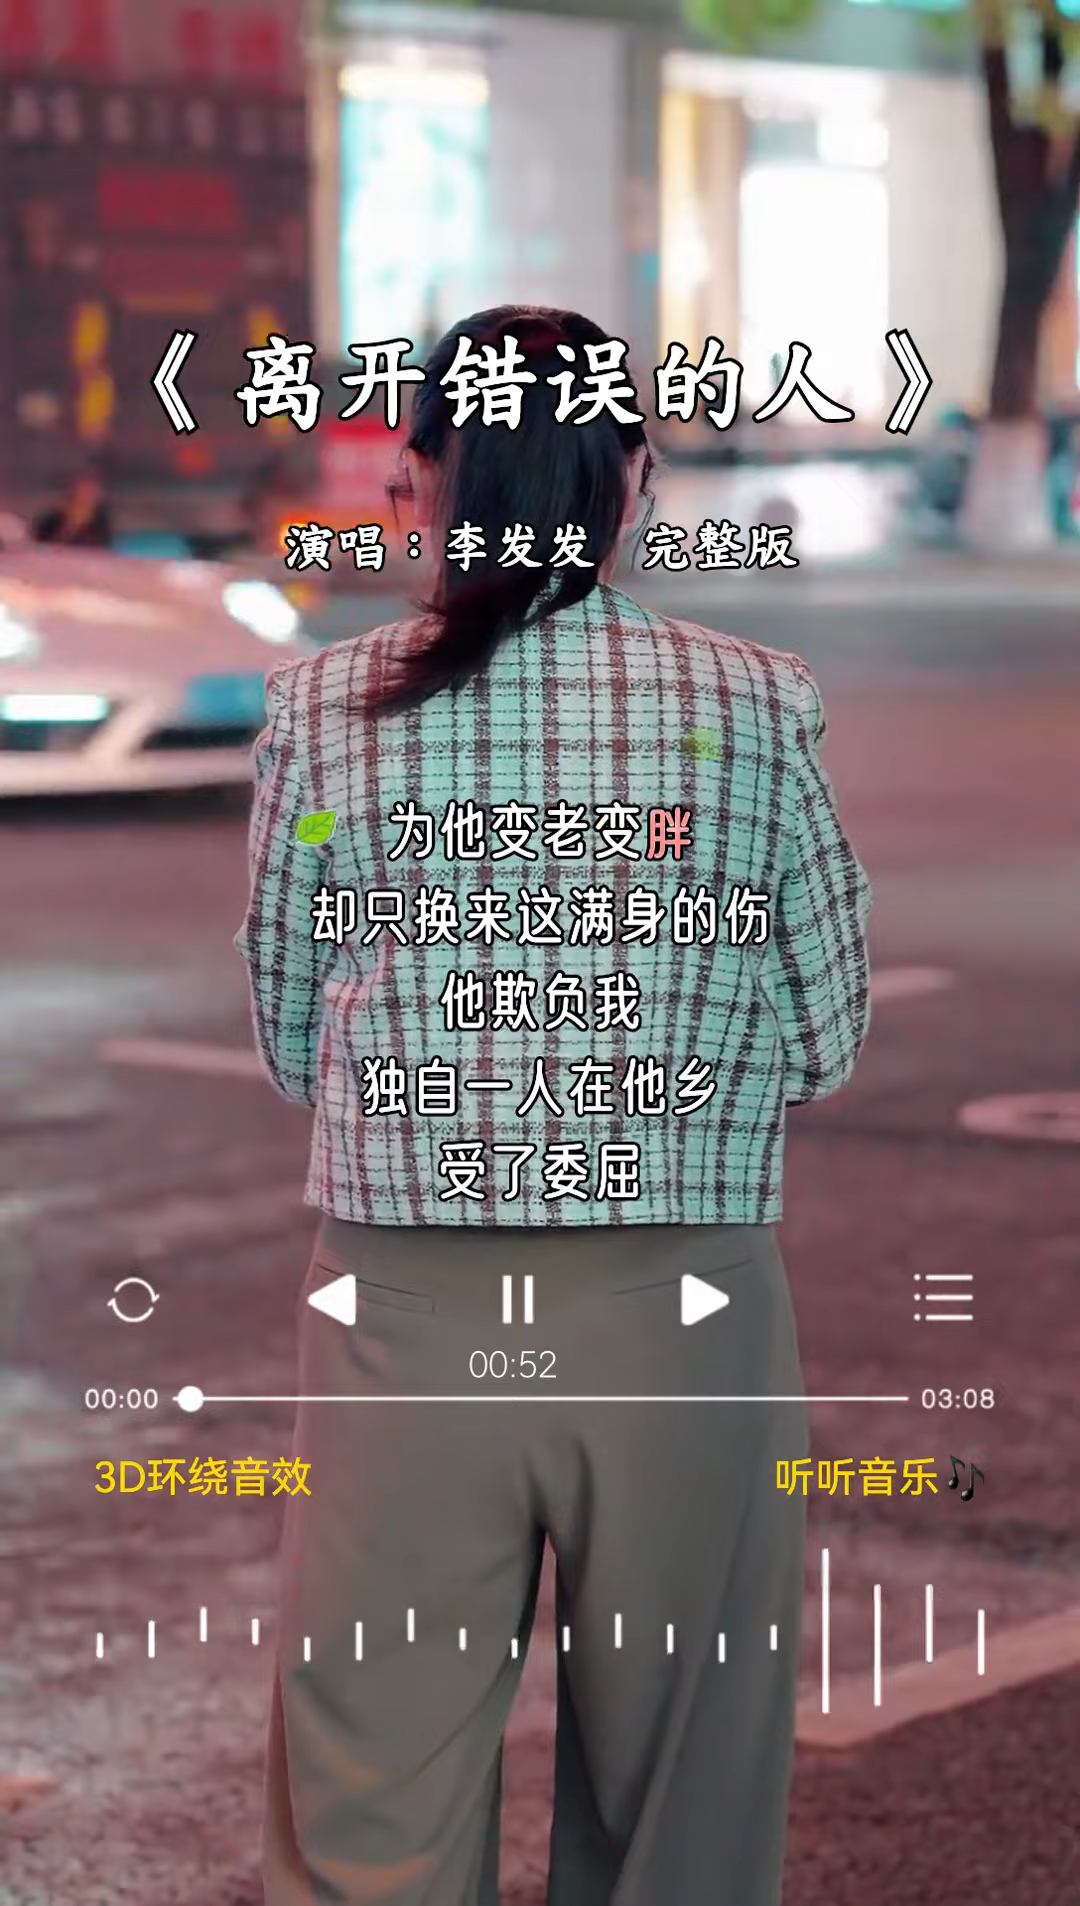 《离开错误的人》
演唱：李发发 完整版
为他变老变胖
却只换来这满身的伤
他欺负我
独自一人在他乡
受了委屈
00:52
00:00 03:08
3D环绕音效 听听音乐🎶